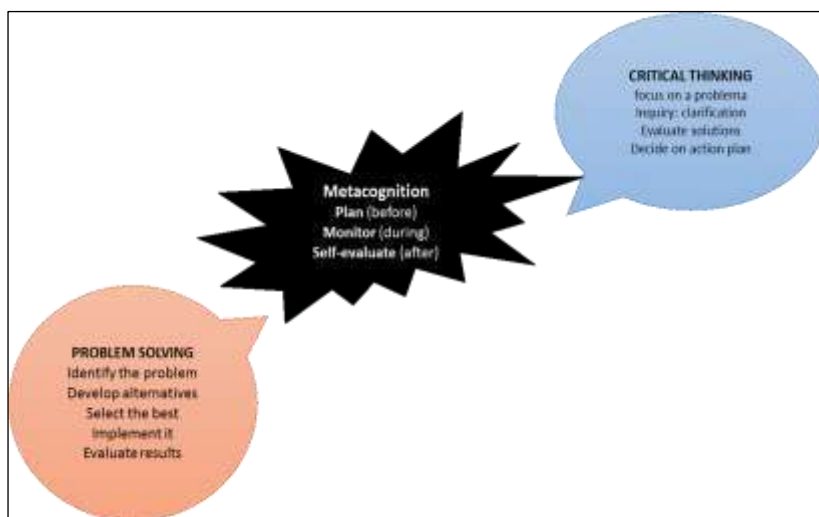 CRITICAL THINKING
focus on a problema
Inquiry: clarification
Evaluate solutions
Decide on action plan
Metacognition
Plan (before)
Monitor (during)
Self-evaluate (after)
PROBLEM SOLVING
Identify the problem
Develop alternatives
Select the best
Implement it
Evaluate results